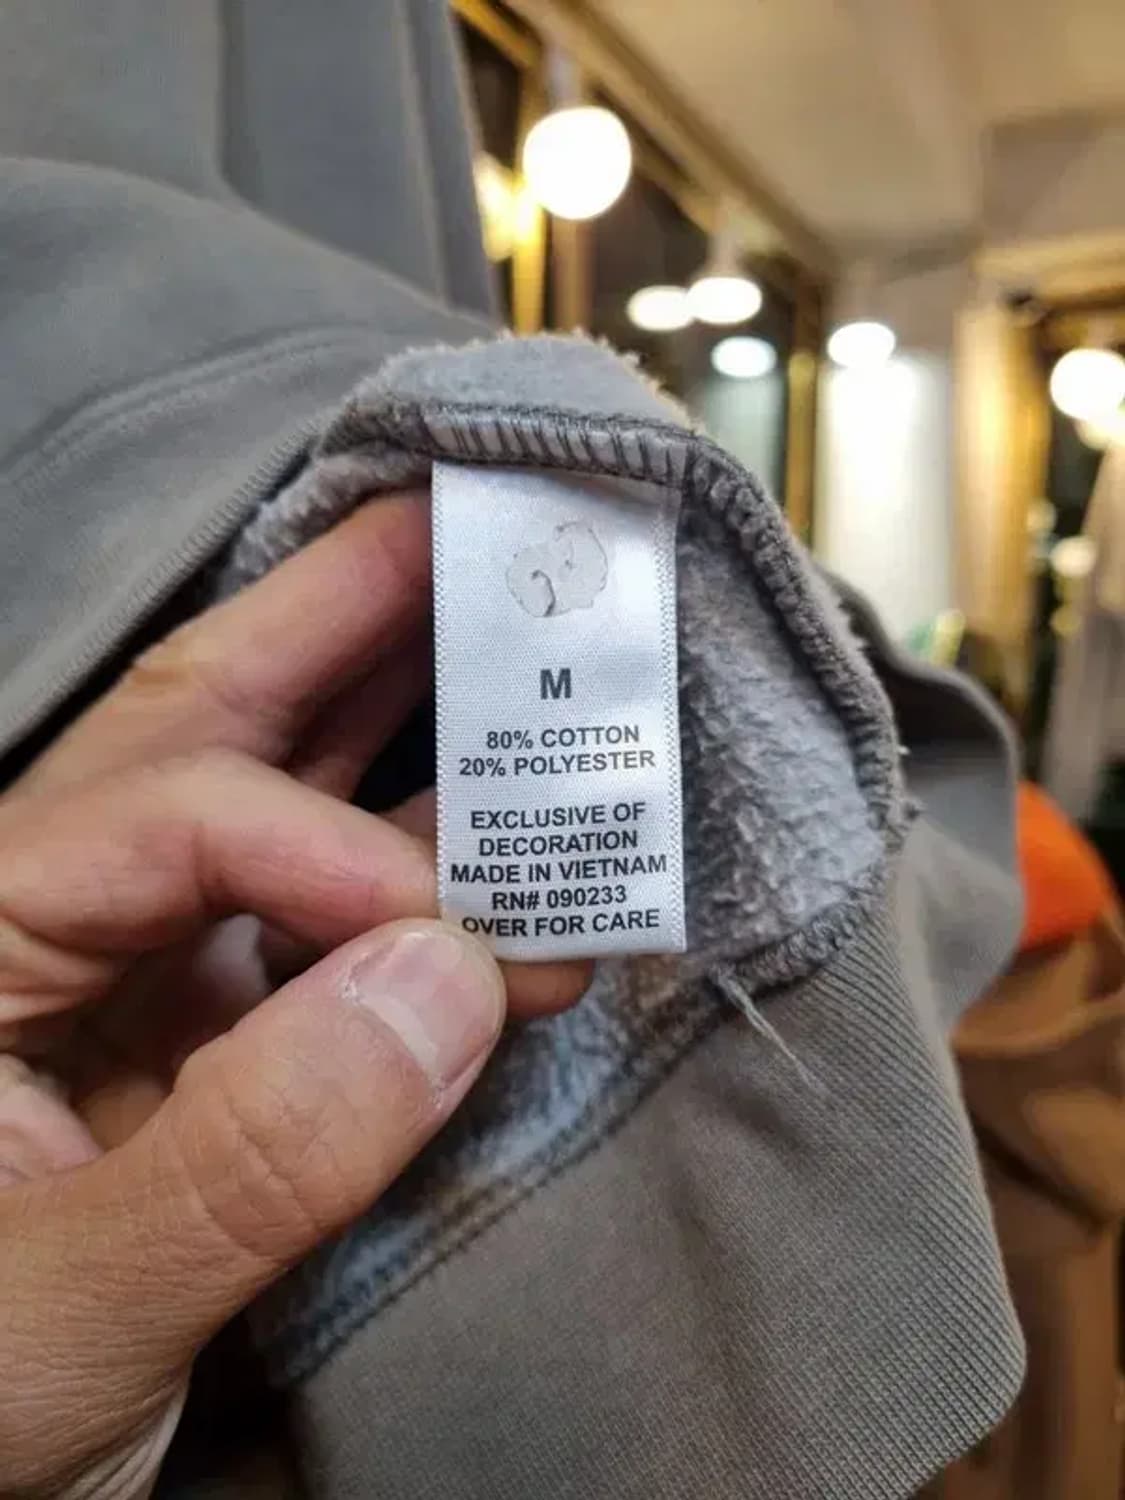 M
80% COTTON
20% POLYESTER
EXCLUSIVE OF
DECORATION
MADE IN VIETNAM
RN# 090233
OVER FOR CARE